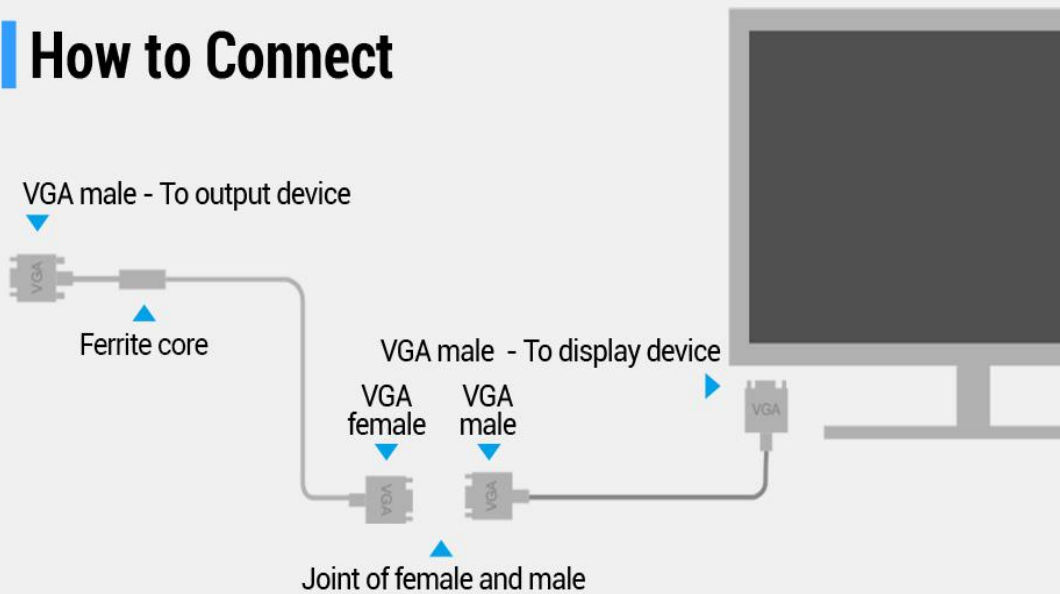 How to Connect
VGA male - To output device
VGA
Ferrite core
VGA male - To display device
VGA
VGA
female
VGA
male
VGA
VGA
Joint of female and male